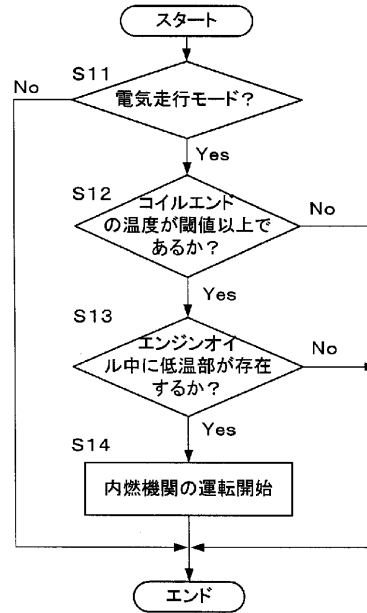 スタート
S11
No
電気走行モード?
Yes
S12
コイルエンド
の温度が閾値以上で
あるか?
No
Yes
S13
エンジンオイ
ル中に低温部が存在
するか?
No
Yes
S14
内燃機関の運転開始
エンド